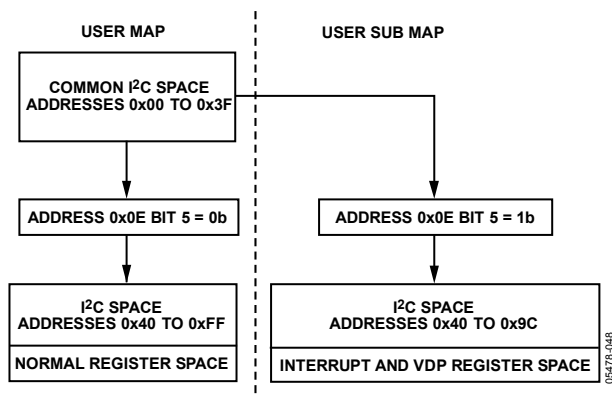 USER MAP
USER SUB MAP
COMMON I²C SPACE
ADDRESSES 0x00 TO 0x3F
ADDRESS 0x0E BIT 5 = 0b
ADDRESS 0x0E BIT 5 = 1b
I²C SPACE
ADDRESSES 0x40 TO 0xFF
NORMAL REGISTER SPACE
I²C SPACE
ADDRESSES 0x40 TO 0x9C
INTERRUPT AND VDP REGISTER SPACE
05478-048